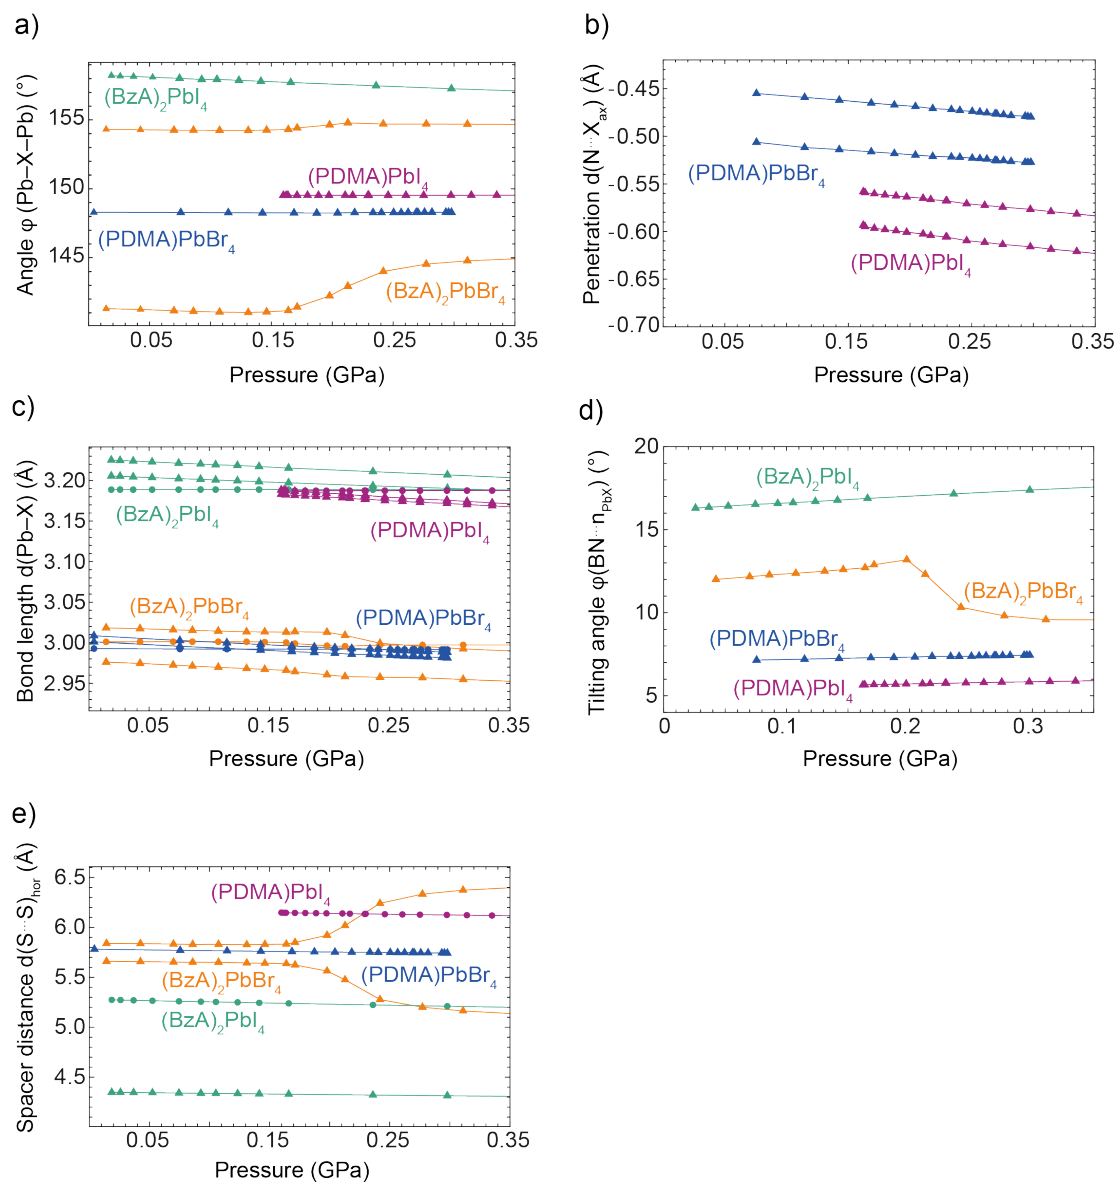 a)
Angle φ (Pb–X–Pb) (°)
155
150
145
(BzA)₂PbI₄
(PDMA)PbI₄
(PDMA)PbBr₄
(BzA)₂PbBr₄
0.05
0.15
0.25
0.35
Pressure (GPa)
b)
Penetration d(N···Xₐₓ) (Å)
-0.45
-0.50
-0.55
-0.60
-0.65
-0.70
(PDMA)PbBr₄
(PDMA)PbI₄
0.05
0.15
0.25
0.35
Pressure (GPa)
c)
Bond length d(Pb–X) (Å)
3.20
3.15
3.10
3.05
3.00
2.95
(BzA)₂PbI₄
(PDMA)PbI₄
(BzA)₂PbBr₄
(PDMA)PbBr₄
0.05
0.15
0.25
0.35
Pressure (GPa)
d)
Tilting angle φ(BN···n_PbX) (°)
20
15
10
5
(BzA)₂PbI₄
(BzA)₂PbBr₄
(PDMA)PbBr₄
(PDMA)PbI₄
0
0.1
0.2
0.3
Pressure (GPa)
e)
Spacer distance d(S···S)_hor (Å)
6.5
6.0
5.5
5.0
4.5
(PDMA)PbI₄
(BzA)₂PbBr₄
(PDMA)PbBr₄
(BzA)₂PbI₄
0.05
0.15
0.25
0.35
Pressure (GPa)